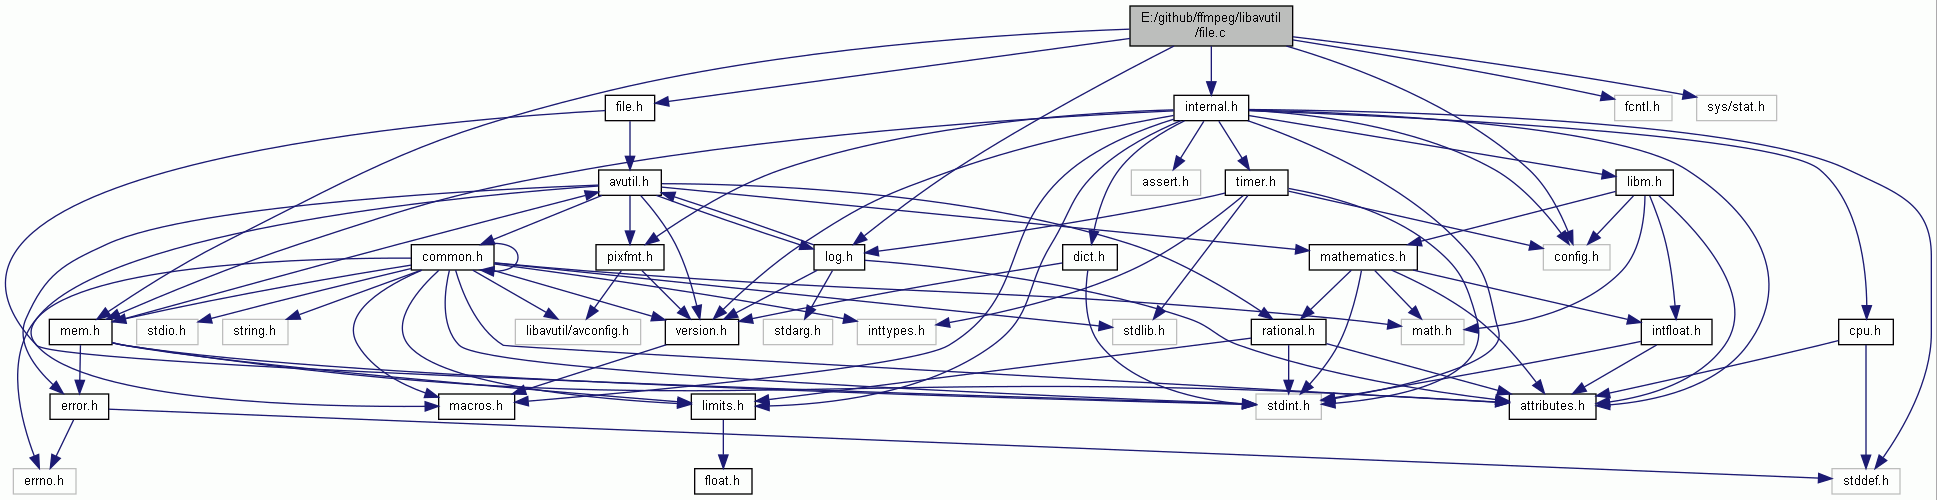 E:/github/ffmpeg/libavutil
/file.c
file.h
internal.h
fcntl.h
sys/stat.h
avutil.h
assert.h
timer.h
libm.h
common.h
pixfmt.h
log.h
dict.h
mathematics.h
config.h
mem.h
stdio.h
string.h
libavutil/avconfig.h
version.h
stdarg.h
inttypes.h
stdlib.h
rational.h
math.h
intfloat.h
cpu.h
error.h
macros.h
limits.h
stdint.h
attributes.h
errno.h
float.h
stddef.h